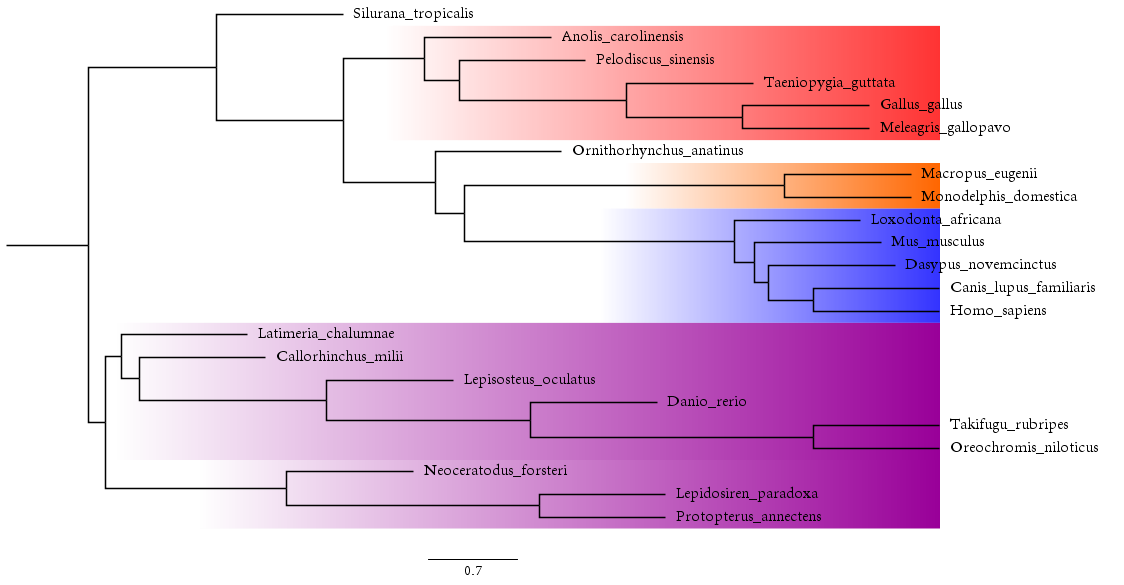 Silurana_tropicalis
Anolis_carolinensis
Pelodiscus_sinensis
Taeniopygia_guttata
Gallus_gallus
Meleagris_gallopavo
Ornithorhynchus_anatinus
Macropus_eugenii
Monodelphis_domestica
Loxodonta_africana
Mus_musculus
Dasypus_novemcinctus
Canis_lupus_familiaris
Homo_sapiens
Latimeria_chalumnae
Callorhinchus_milii
Lepisosteus_oculatus
Danio_rerio
Takifugu_rubripes
Oreochromis_niloticus
Neoceratodus_forsteri
Lepidosiren_paradoxa
Protopterus_annectens
0.7